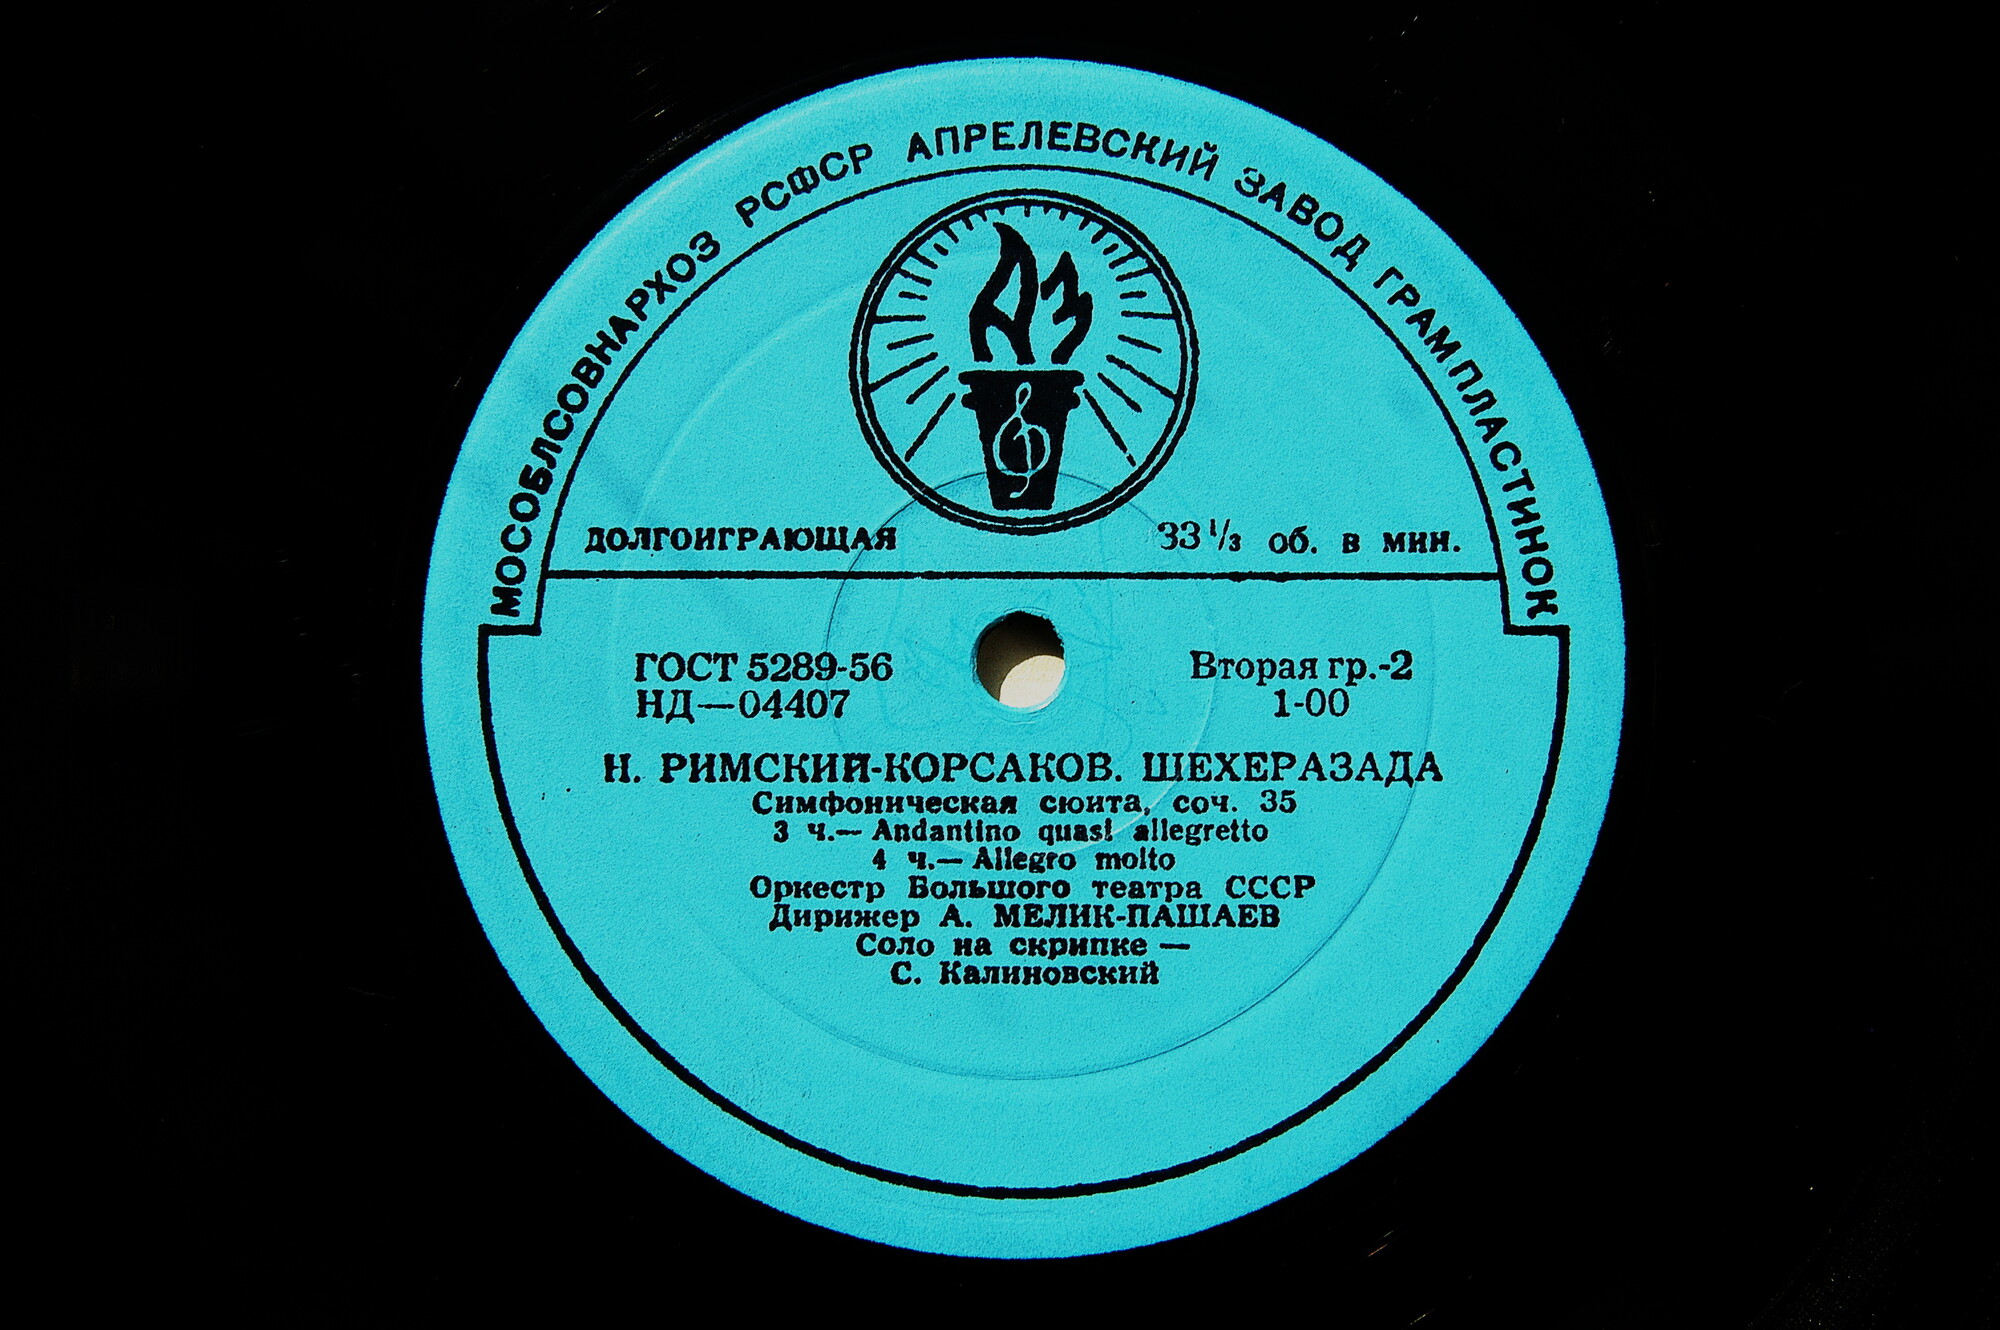 МОСОБЛСОВНАРХОЗ РСФСР АПРЕЛЕВСКИЙ ЗАВОД ГРАМПЛАСТИНОК
АЗ
ДОЛГОИГРАЮЩАЯ 33 1/3 об. в мин.
ГОСТ 5289-56 Вторая гр.-2
НД—04407 1-00
Н. РИМСКИЙ-КОРСАКОВ. ШЕХЕРАЗАДА
Симфоническая сюита, соч. 35
3 ч.— Andantino quasi allegretto
4 ч.— Allegro molto
Оркестр Большого театра СССР
Дирижер А. МЕЛИК-ПАШАЕВ
Соло на скрипке —
С. Калиновский